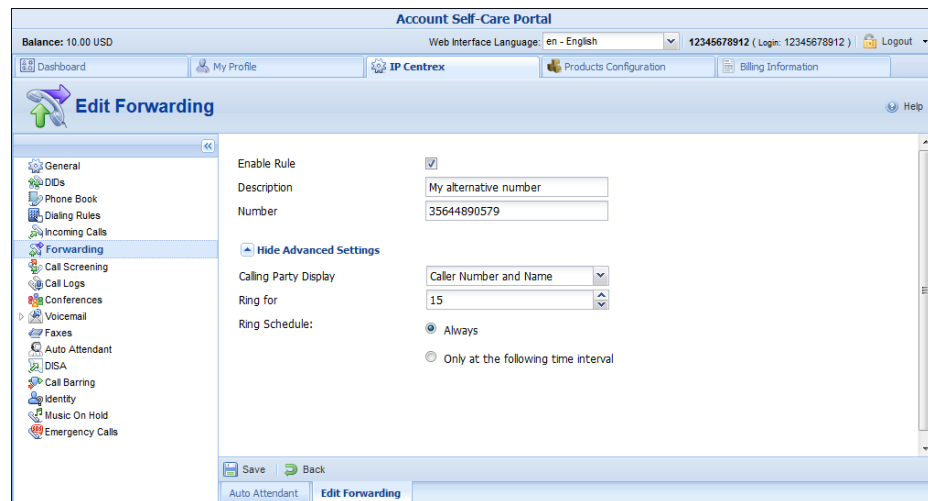 Account Self-Care Portal
Balance: 10.00 USD Web Interface Language: en - English 12345678912 ( Login: 12345678912 ) Logout
Dashboard My Profile IP Centrex Products Configuration Billing Information
Edit Forwarding Help
General
DIDs
Phone Book
Dialing Rules
Incoming Calls
Forwarding
Call Screening
Call Logs
Conferences
Voicemail
Faxes
Auto Attendant
DISA
Call Barring
Identity
Music On Hold
Emergency Calls
Enable Rule
Description My alternative number
Number 35644890579
Hide Advanced Settings
Calling Party Display Caller Number and Name
Ring for 15
Ring Schedule: Always
Only at the following time interval
Save Back
Auto Attendant Edit Forwarding